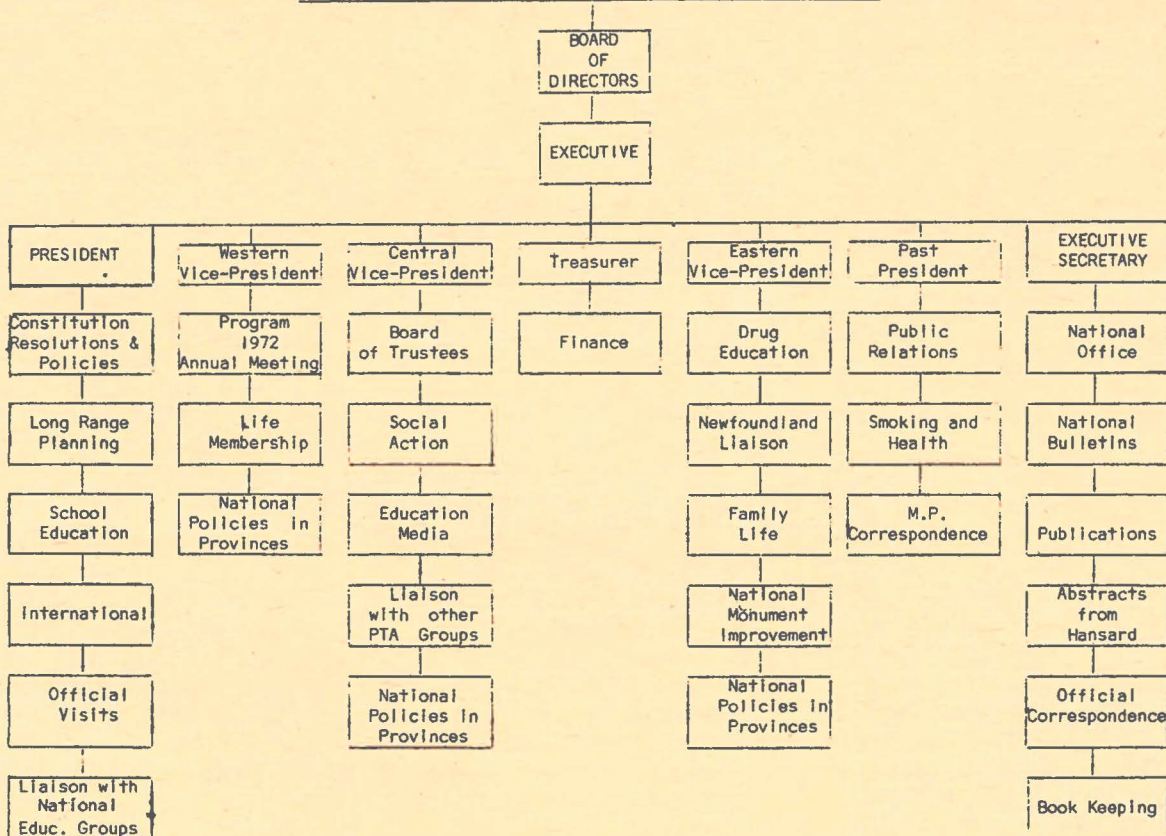 BOARD
OF
DIRECTORS
EXECUTIVE
PRESIDENT
Constitution
Resolutions &
Policies
Long Range
Planning
School
Education
International
Official
Visits
Liaison with
National
Educ. Groups
Western
Vice-President
Program
1972
Annual Meeting
Life
Membership
National
Policies in
Provinces
Central
Vice-President
Board
of Trustees
Social
Action
Education
Media
Liaison
with other
PTA Groups
National
Policies in
Provinces
Treasurer
Finance
Eastern
Vice-President
Drug
Education
Newfoundland
Liaison
Family
Life
National
Monument
Improvement
National
Policies in
Provinces
Past
President
Public
Relations
Smoking and
Health
M.P.
Correspondence
EXECUTIVE
SECRETARY
National
Office
National
Bulletins
Publications
Abstracts
from
Hansard
Official
Correspondence
Book Keeping